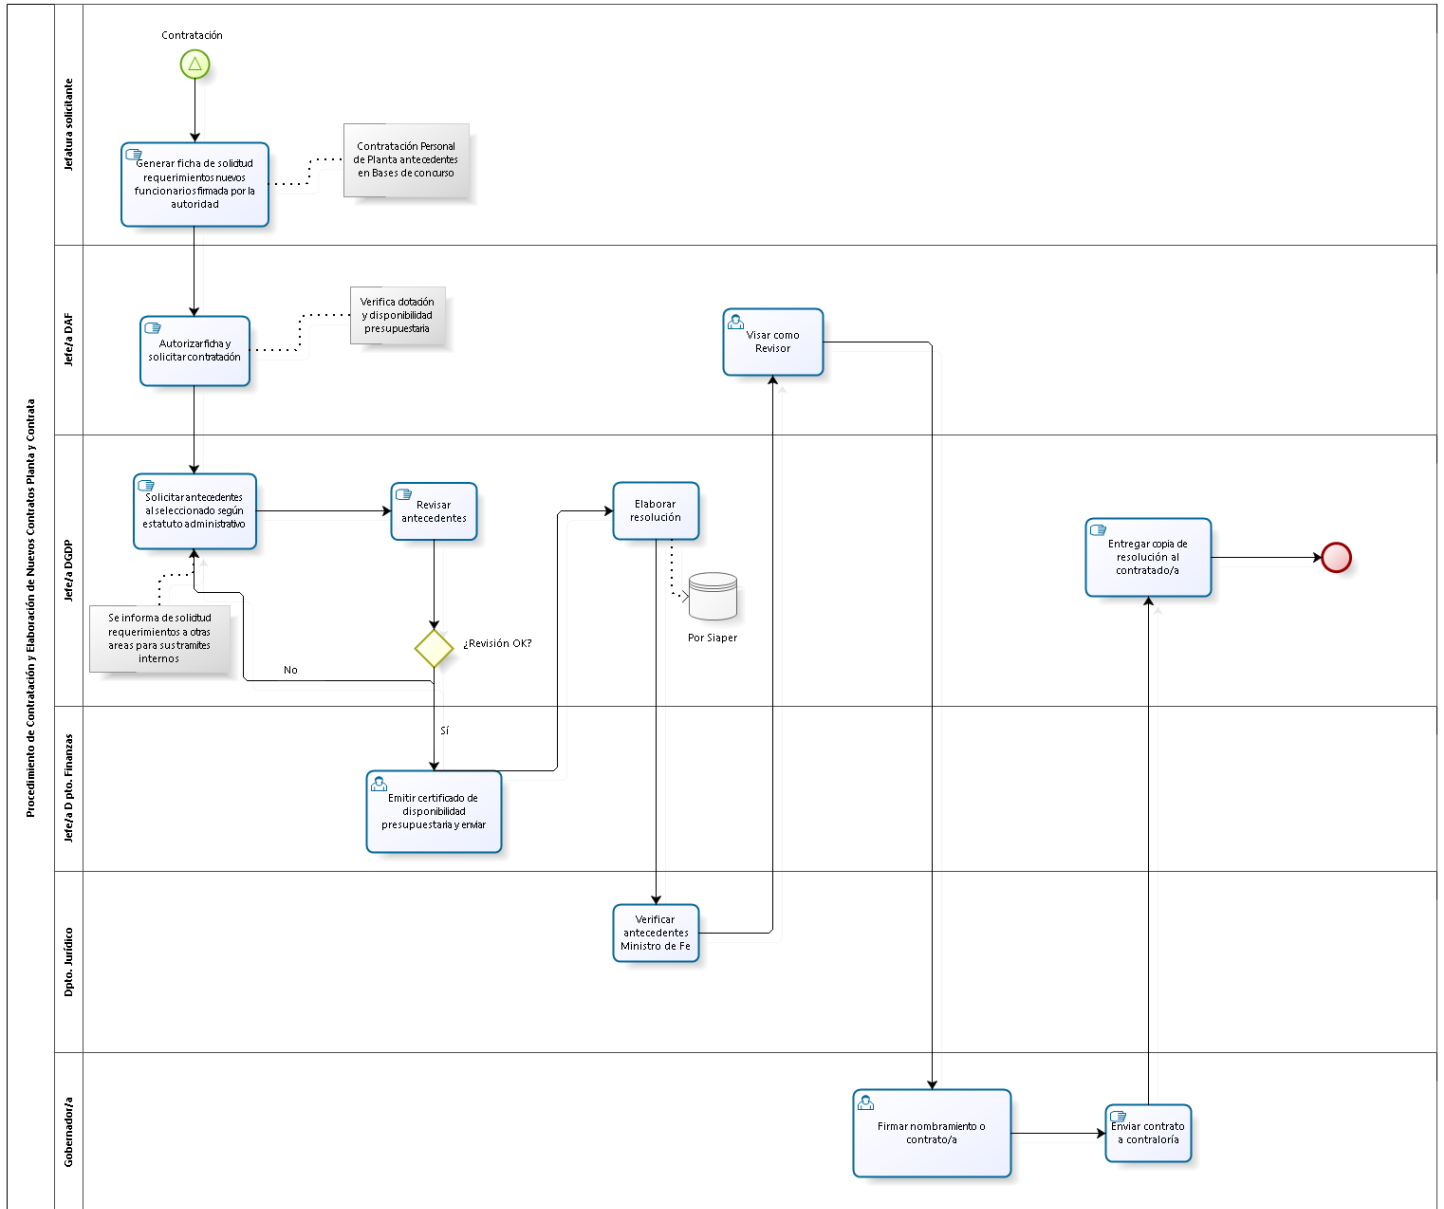 Procedimiento de Contratación y Elaboración de Nuevos Contratos Planta y Contrata
Jefatura solicitante
Contratación
Generar ficha de solicitud
requerimientos nuevos
funcionarios firmada por la
autoridad
Contratación Personal
de Planta antecedentes
en Bases de concurso
Jefe/a DAF
Autorizar ficha y
solicitar contratación
Verifica dotación
y disponibilidad
presupuestaria
Visar como
Revisor
Jefe/a DGDP
Solicitar antecedentes
al seleccionado según
estatuto administrativo
Revisar
antecedentes
Elaborar
resolución
Entregar copia de
resolución al
contratado/a
Se informa de solicitud
requerimientos a otras
areas para sus tramites
internos
¿Revisión OK?
Por Siaper
No
Sí
Jefe/a D pto. Finanzas
Emitir certificado de
disponibilidad
presupuestaria y enviar
Dpto. Jurídico
Verificar
antecedentes
Ministro de Fe
Gobernador/a
Firmar nombramiento o
contrato/a
Enviar contrato
a contraloría